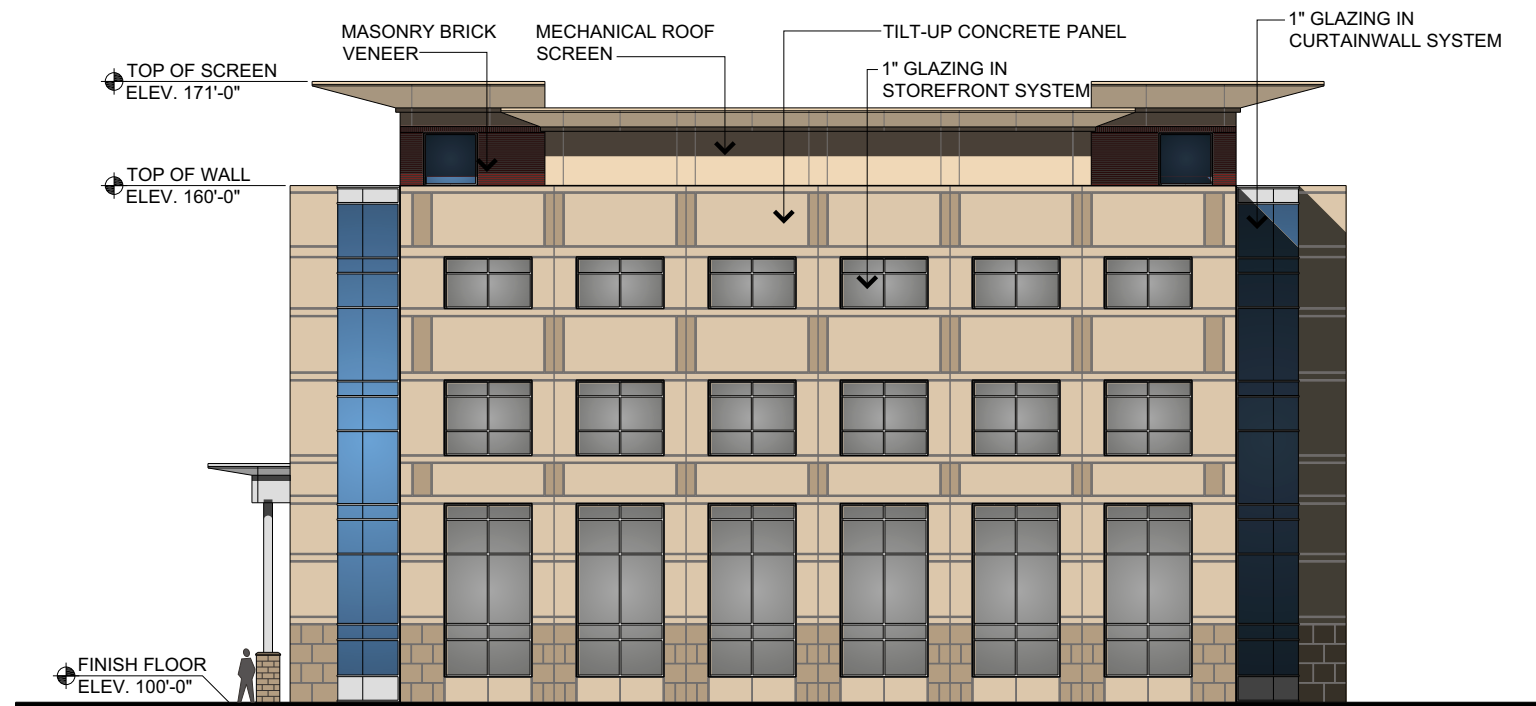 MASONRY BRICK
VENEER
MECHANICAL ROOF
SCREEN
TILT-UP CONCRETE PANEL
1" GLAZING IN
CURTAINWALL SYSTEM
1" GLAZING IN
STOREFRONT SYSTEM
TOP OF SCREEN
ELEV. 171'-0"
TOP OF WALL
ELEV. 160'-0"
FINISH FLOOR
ELEV. 100'-0"